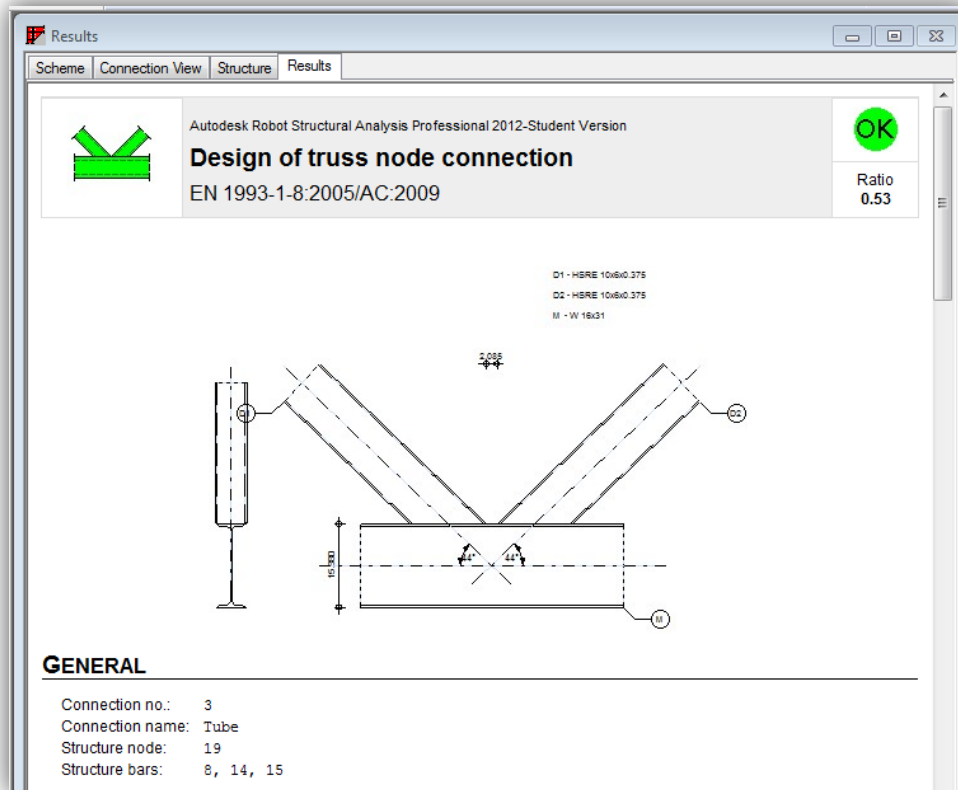 Results
Scheme Connection View Structure Results
Autodesk Robot Structural Analysis Professional 2012-Student Version
Design of truss node connection
EN 1993-1-8:2005/AC:2009
OK
Ratio
0.53
D1 - HSRE 10x6x0.375
D2 - HSRE 10x6x0.375
M - W 16x31
2.085
D1
D2
15.880
44°
44°
M
GENERAL
Connection no.: 3
Connection name: Tube
Structure node: 19
Structure bars: 8, 14, 15